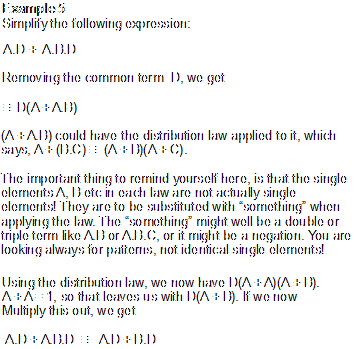 Example 5
Simplify the following expression:
A.D + A.B.D
Removing the common term D, we get
≡ D(A + A.B)
(A + A.B) could have the distribution law applied to it, which
says, A + (B.C) ≡ (A + B)(A + C).
The important thing to remind yourself here, is that the single
elements A, B etc in each law are not actually single
elements! They are to be substituted with “something” when
applying the law. The “something” might well be a double or
triple term like A.B or A.B.C, or it might be a negation. You are
looking always for patterns, not identical single elements!
Using the distribution law, we now have D(A + A)(A + B).
A + A = 1, so that leaves us with D(A + B). If we now
Multiply this out, we get
A.D + A.B.D ≡ A.D + B.D